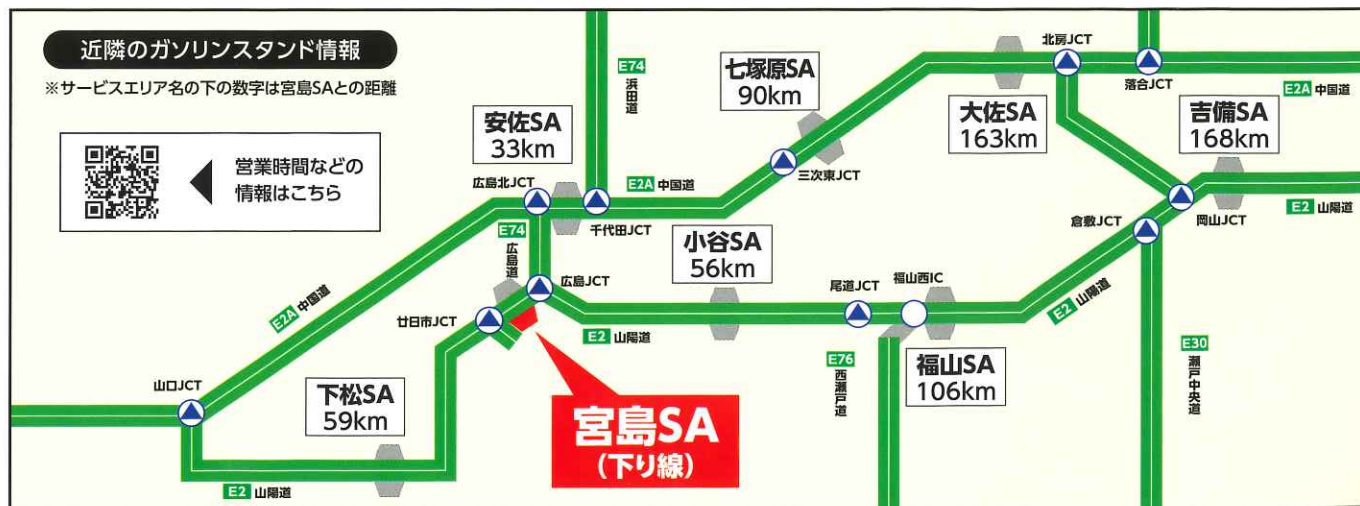 近隣のガソリンスタンド情報
※サービスエリア名の下の数字は宮島SAとの距離
営業時間などの
情報はこちら
E74
浜田道
安佐SA
33km
七塚原SA
90km
大佐SA
163km
北房JCT
落合JCT
E2A 中国道
吉備SA
168km
広島北JCT
千代田JCT
E2A 中国道
三次東JCT
E74
広島道
広島JCT
小谷SA
56km
倉敷JCT
岡山JCT
E2 山陽道
尾道JCT
福山西IC
E2 山陽道
E2A 中国道
廿日市JCT
E2 山陽道
山口JCT
下松SA
59km
宮島SA
(下り線)
E76
西瀬戸道
福山SA
106km
E30
瀬戸中央道
E2 山陽道